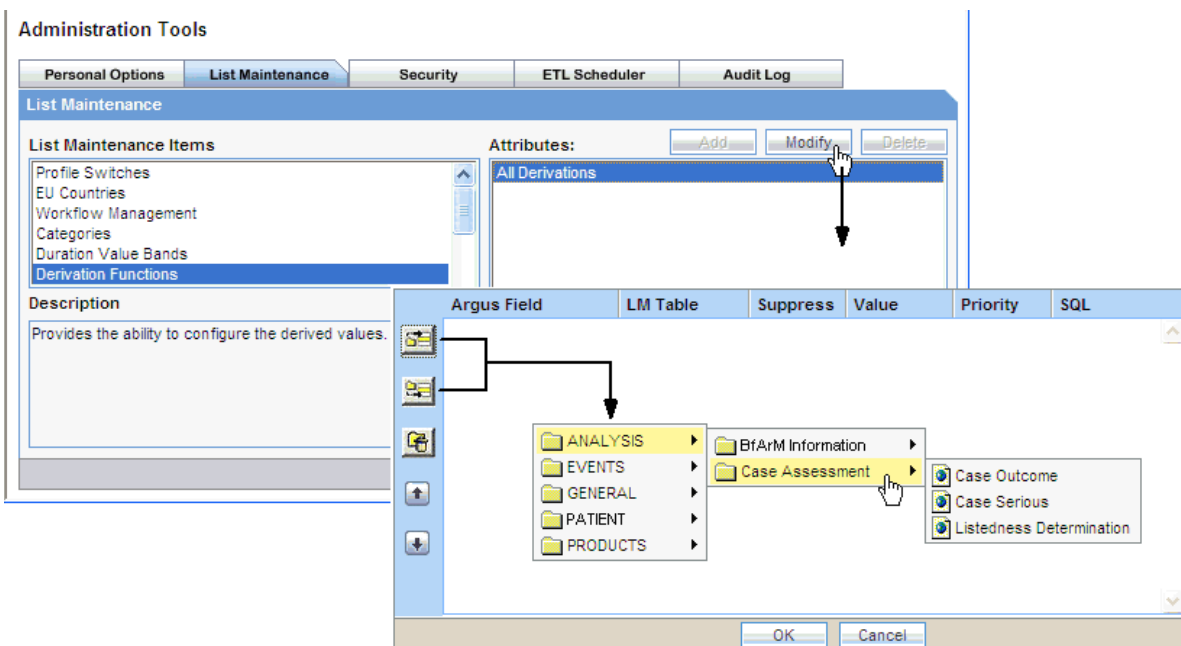 Administration Tools
Personal Options List Maintenance Security ETL Scheduler Audit Log
List Maintenance
List Maintenance Items
Profile Switches
EU Countries
Workflow Management
Categories
Duration Value Bands
Derivation Functions
Attributes: Add Modify Delete
All Derivations
Description
Provides the ability to configure the derived values.
Argus Field LM Table Suppress Value Priority SQL
ANALYSIS
EVENTS
GENERAL
PATIENT
PRODUCTS
BfArM Information
Case Assessment
Case Outcome
Case Serious
Listedness Determination
OK Cancel